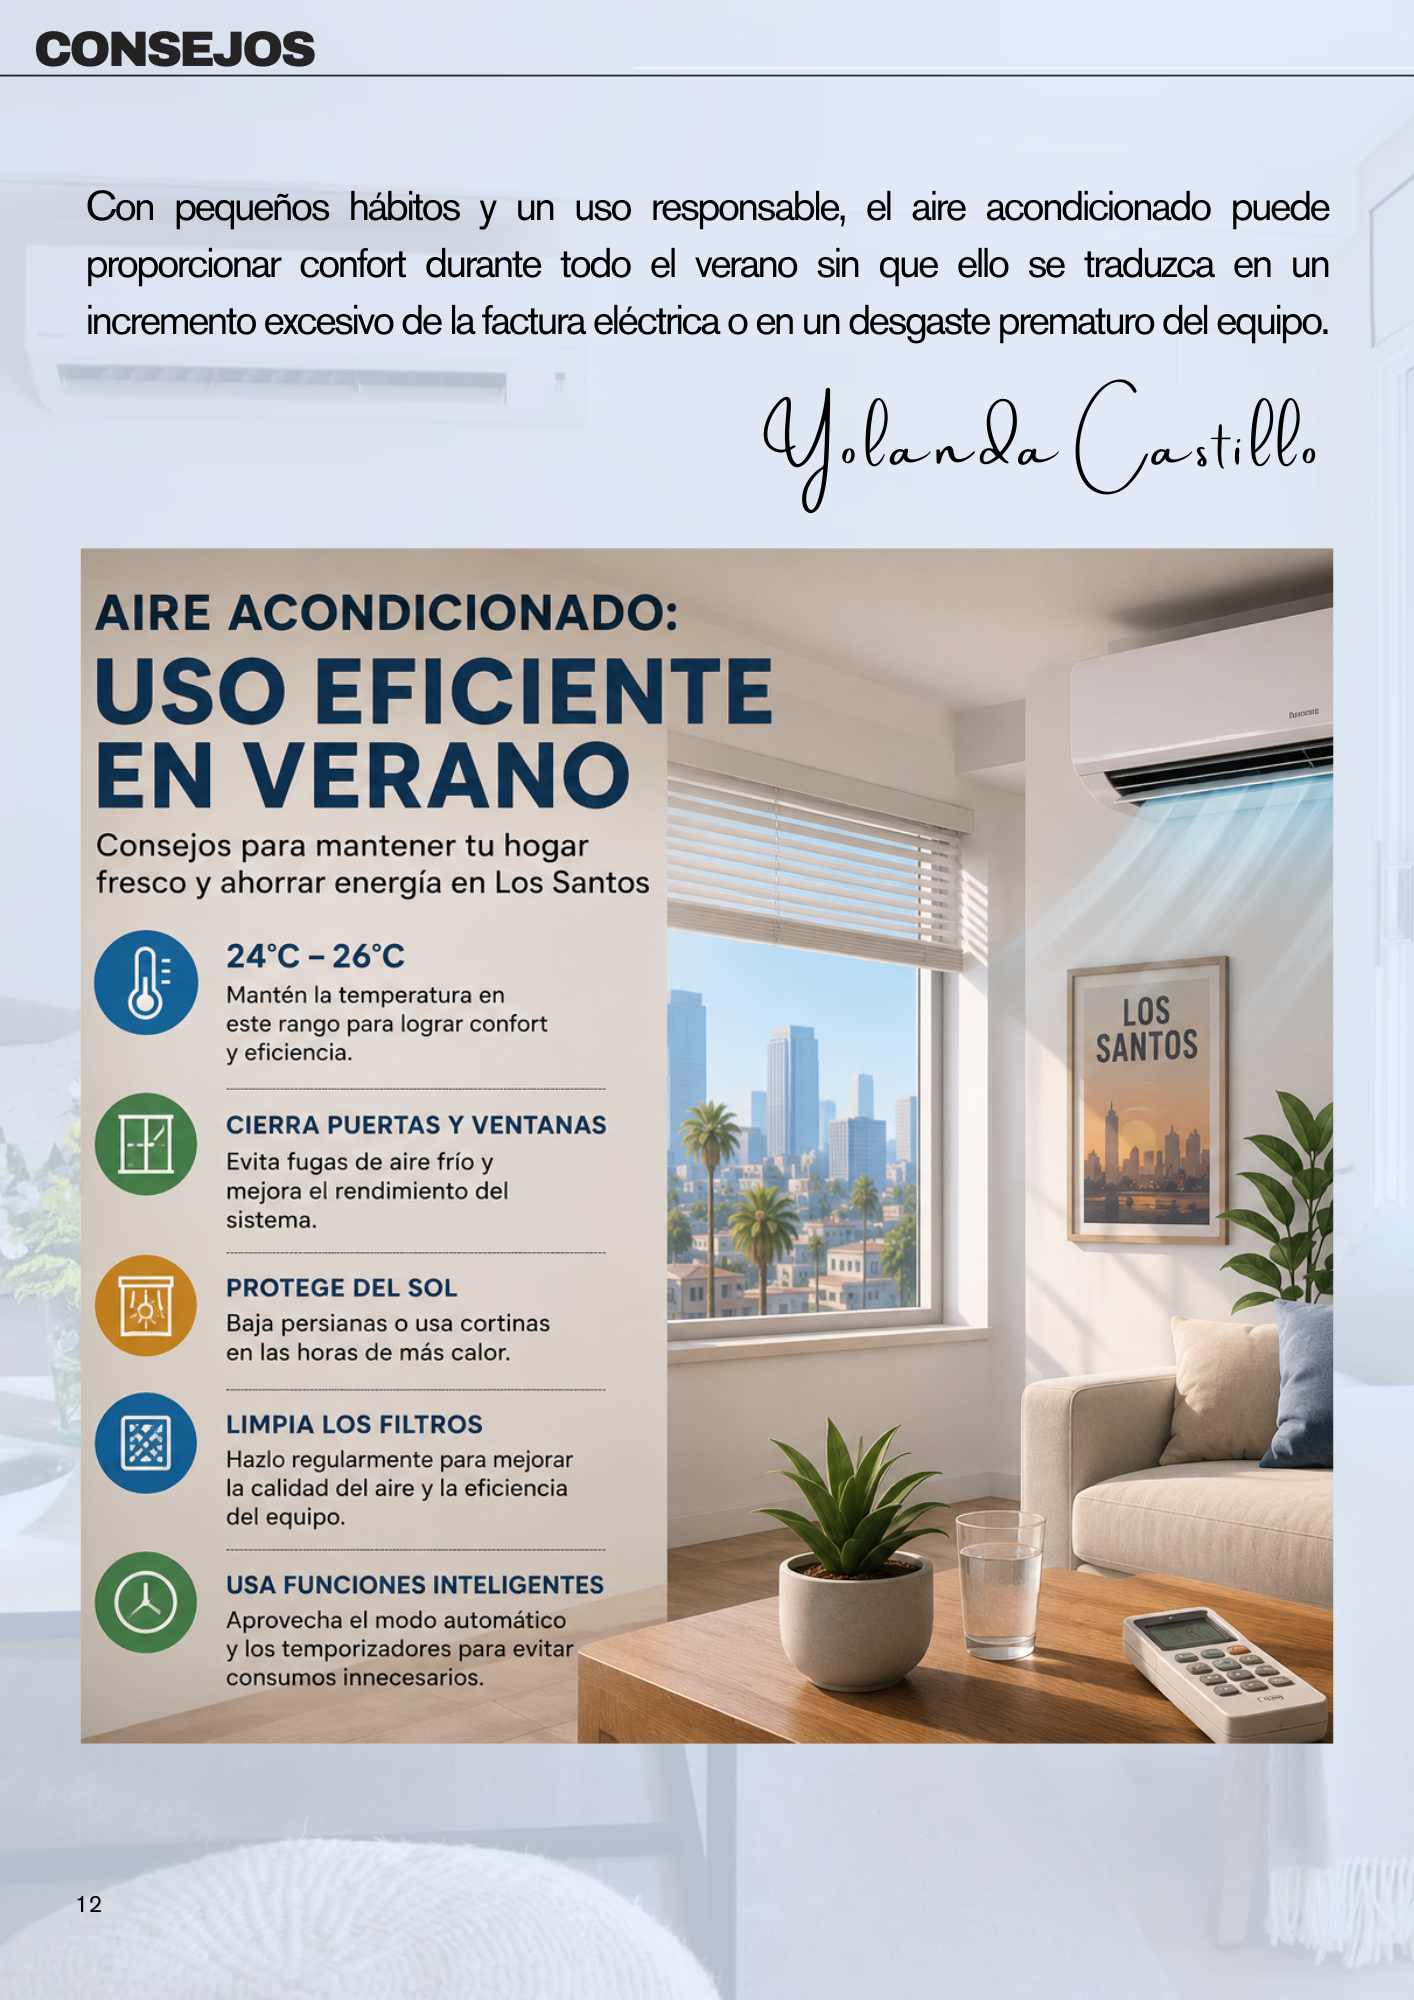 CONSEJOS
Con pequeños hábitos y un uso responsable, el aire acondicionado puede
proporcionar confort durante todo el verano sin que ello se traduzca en un
incremento excesivo de la factura eléctrica o en un desgaste prematuro del equipo.
Yolanda Castillo
AIRE ACONDICIONADO:
USO EFICIENTE
EN VERANO
Consejos para mantener tu hogar
fresco y ahorrar energía en Los Santos
24°C – 26°C
Mantén la temperatura en
este rango para lograr confort
y eficiencia.
CIERRA PUERTAS Y VENTANAS
Evita fugas de aire frío y
mejora el rendimiento del
sistema.
PROTEGE DEL SOL
Baja persianas o usa cortinas
en las horas de más calor.
LIMPIA LOS FILTROS
Hazlo regularmente para mejorar
la calidad del aire y la eficiencia
del equipo.
USA FUNCIONES INTELIGENTES
Aprovecha el modo automático
y los temporizadores para evitar
consumos innecesarios.
LOS
SANTOS
12